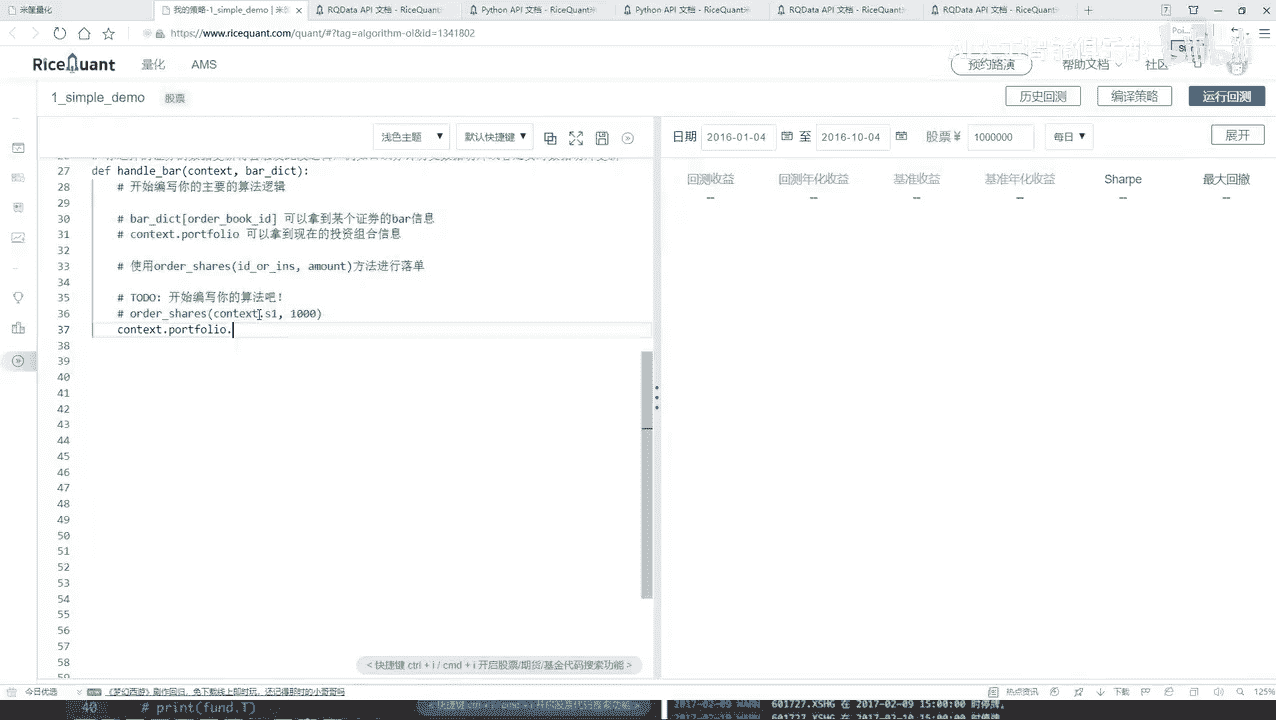 米筐量化
我的策略-1_simple_demo | 米筐
RQData API 文档 - RiceQuant
Python API 文档 - RiceQuant
Python API 文档 - RiceQuant
RQData API 文档 - RiceQuant
RQData API 文档 - RiceQuant
7
https://www.ricequant.com/quant/#?tag=algorithm-ol&id=1341802
RiceQuant
量化
AMS
预约路演
帮助文档
社区
1_simple_demo
股票
历史回测
编译策略
运行回测
浅色主题
默认快捷键
日期
2016-01-04
至
2016-10-04
股票 ¥
1000000
每日
展开
回测收益
回测年化收益
基准收益
基准年化收益
Sharpe
最大回撤
--
--
--
--
--
--
27 def handle_bar(context, bar_dict):
28 # 开始编写你的主要的算法逻辑
29
30 # bar_dict[order_book_id] 可以拿到某个证券的bar信息
31 # context.portfolio 可以拿到现在的投资组合信息
32
33 # 使用order_shares(id_or_ins, amount)方法进行落单
34
35 # TODO: 开始编写你的算法吧！
36 # order_shares(context.s1, 1000)
37 context.portfolio.
38
39
40
41
42
43
44
45
46
47
48
49
50
51
52
53
54
55
56
57
58
< 快捷键 ctrl + i / cmd + i 开启股票/期货/基金代码搜索功能 >
今日优选
热点资讯
下载
125%
40 # print(fund.T)
2017-02-09 WARN 601727.XSHG 在 2017-02-09 15:00:00 时停牌。